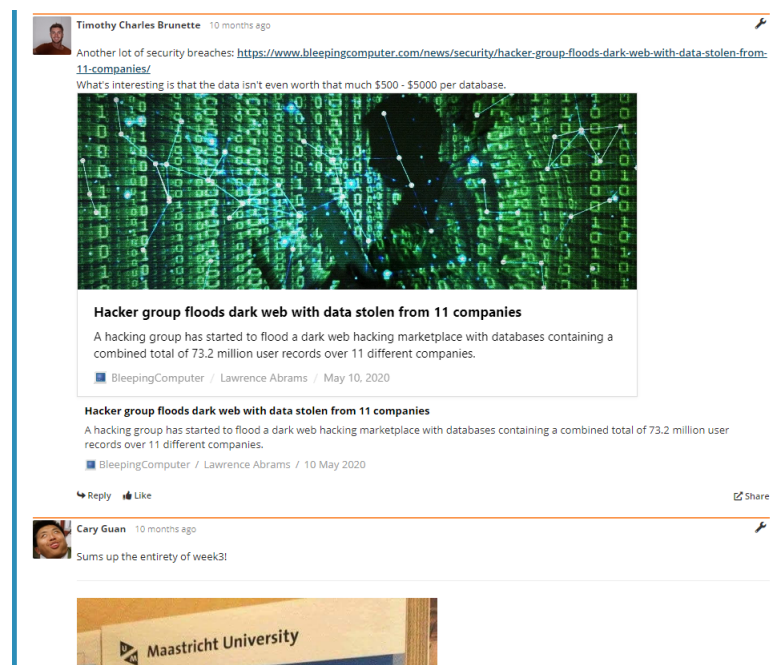 Timothy Charles Brunette 10 months ago
Another lot of security breaches: https://www.bleepingcomputer.com/news/security/hacker-group-floods-dark-web-with-data-stolen-from-
11-companies/
What's interesting is that the data isn't even worth that much $500 - $5000 per database.
Hacker group floods dark web with data stolen from 11 companies
A hacking group has started to flood a dark web hacking marketplace with databases containing a
combined total of 73.2 million user records over 11 different companies.
BleepingComputer / Lawrence Abrams / May 10, 2020
Hacker group floods dark web with data stolen from 11 companies
A hacking group has started to flood a dark web hacking marketplace with databases containing a combined total of 73.2 million user
records over 11 different companies.
BleepingComputer / Lawrence Abrams / 10 May 2020
Reply Like Share
Cary Guan 10 months ago
Sums up the entirety of week3!
Maastricht University